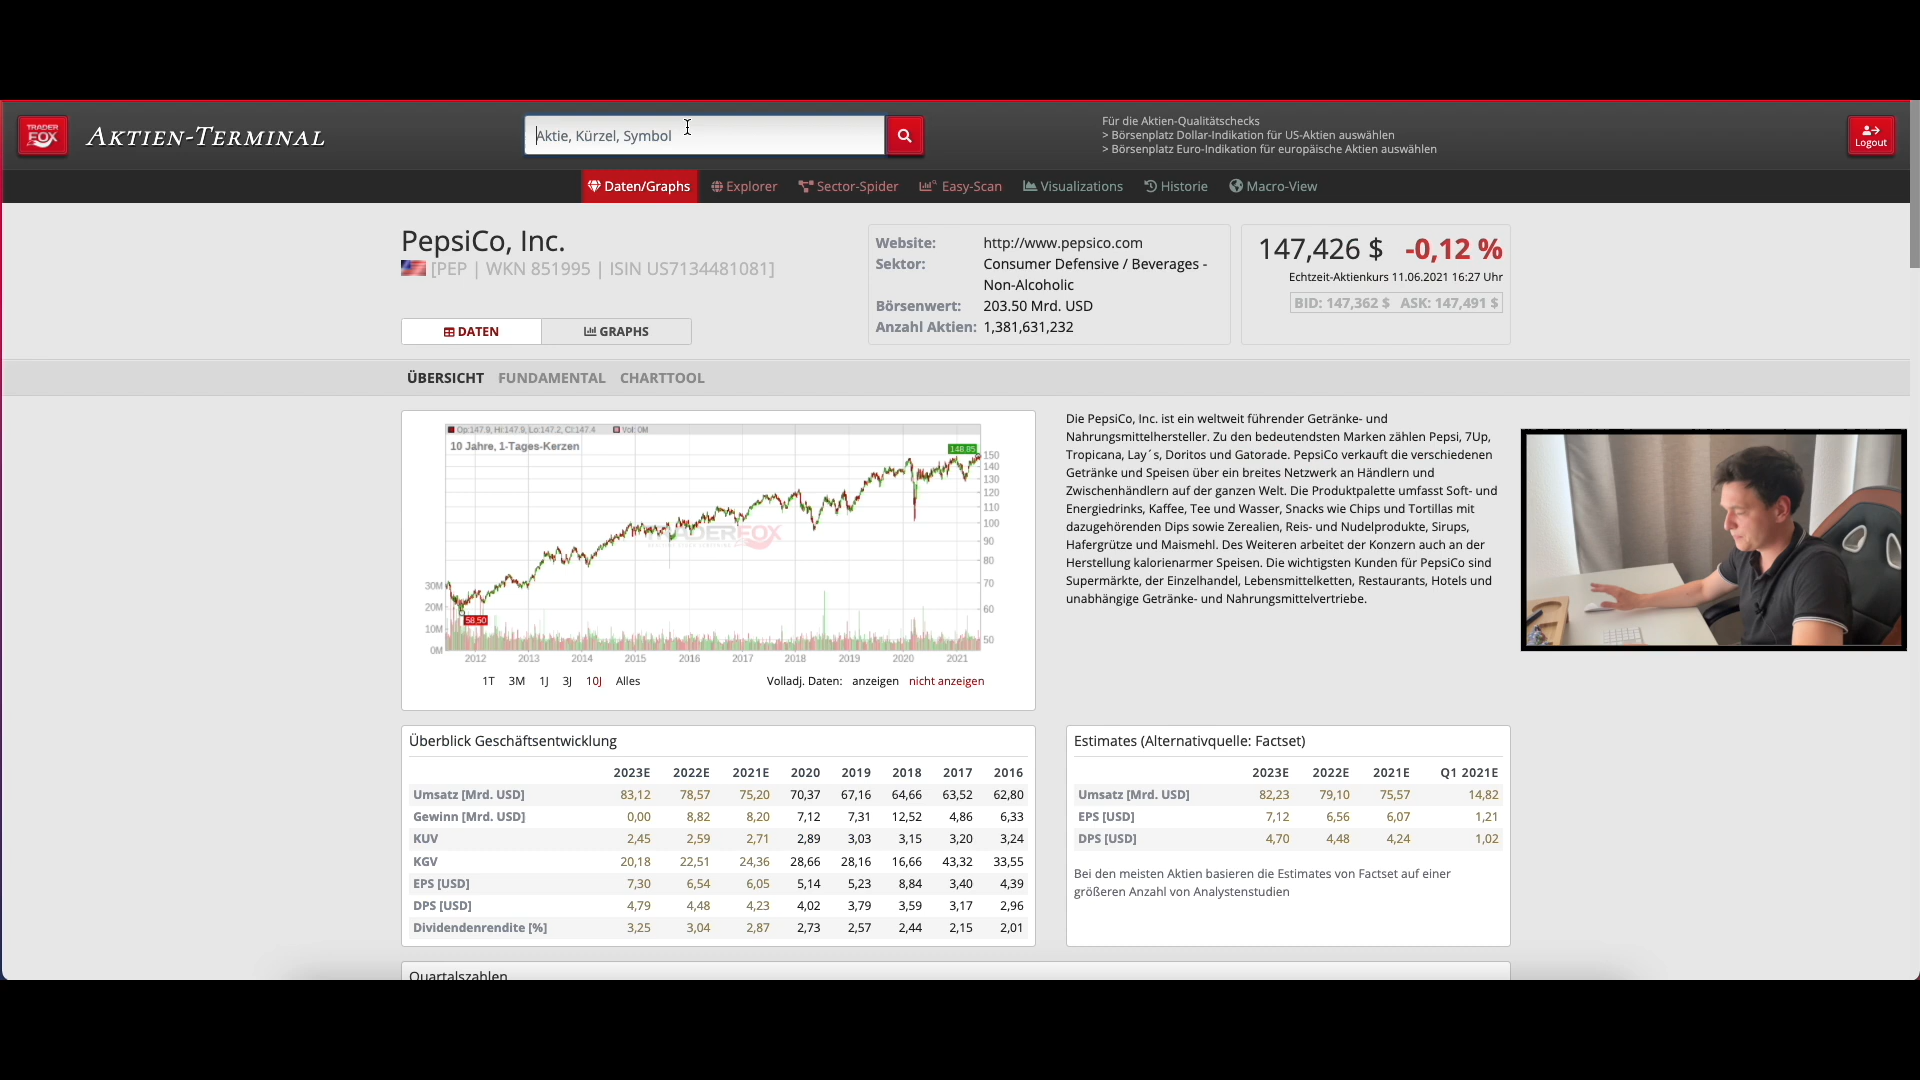 TRADER FOX
AKTIEN-TERMINAL
Aktie, Kürzel, Symbol
Für die Aktien-Qualitätschecks
> Börsenplatz Dollar-Indikation für US-Aktien auswählen
> Börsenplatz Euro-Indikation für europäische Aktien auswählen
Logout
Daten/Graphs Explorer Sector-Spider Easy-Scan Visualizations Historie Macro-View
PepsiCo, Inc.
[PEP | WKN 851995 | ISIN US7134481081]
DATEN GRAPHS
Website: http://www.pepsico.com
Sektor: Consumer Defensive / Beverages -
Non-Alcoholic
Börsenwert: 203.50 Mrd. USD
Anzahl Aktien: 1,381,631,232
147,426 $ -0,12 %
Echtzeit-Aktienkurs 11.06.2021 16:27 Uhr
BID: 147,362 $ ASK: 147,491 $
ÜBERSICHT FUNDAMENTAL CHARTTOOL
Op:147.9, Hi:147.9, Lo:147.2, Cl:147.4 Vol: 0M
10 Jahre, 1-Tages-Kerzen
148.85
150
140
130
120
110
100
90
80
70
60
50
30M
20M
10M
0M
58.50
TRADERFOX
2012 2013 2014 2015 2016 2017 2018 2019 2020 2021
1T 3M 1J 3J 10J Alles
Volladj. Daten: anzeigen nicht anzeigen
Die PepsiCo, Inc. ist ein weltweit führender Getränke- und
Nahrungsmittelhersteller. Zu den bedeutendsten Marken zählen Pepsi, 7Up,
Tropicana, Lay´s, Doritos und Gatorade. PepsiCo verkauft die verschiedenen
Getränke und Speisen über ein breites Netzwerk an Händlern und
Zwischenhändlern auf der ganzen Welt. Die Produktpalette umfasst Soft- und
Energiedrinks, Kaffee, Tee und Wasser, Snacks wie Chips und Tortillas mit
dazugehörenden Dips sowie Zerealien, Reis- und Nudelprodukte, Sirups,
Hafergrütze und Maismehl. Des Weiteren arbeitet der Konzern auch an der
Herstellung kalorienarmer Speisen. Die wichtigsten Kunden für PepsiCo sind
Supermärkte, der Einzelhandel, Lebensmittelketten, Restaurants, Hotels und
unabhängige Getränke- und Nahrungsmittelvertriebe.
Überblick Geschäftsentwicklung
2023E 2022E 2021E 2020 2019 2018 2017 2016
Umsatz [Mrd. USD] 83,12 78,57 75,20 70,37 67,16 64,66 63,52 62,80
Gewinn [Mrd. USD] 0,00 8,82 8,20 7,12 7,31 12,52 4,86 6,33
KUV 2,45 2,59 2,71 2,89 3,03 3,15 3,20 3,24
KGV 20,18 22,51 24,36 28,66 28,16 16,66 43,32 33,55
EPS [USD] 7,30 6,54 6,05 5,14 5,23 8,84 3,40 4,39
DPS [USD] 4,79 4,48 4,23 4,02 3,79 3,59 3,17 2,96
Dividendenrendite [%] 3,25 3,04 2,87 2,73 2,57 2,44 2,15 2,01
Estimates (Alternativquelle: Factset)
2023E 2022E 2021E Q1 2021E
Umsatz [Mrd. USD] 82,23 79,10 75,57 14,82
EPS [USD] 7,12 6,56 6,07 1,21
DPS [USD] 4,70 4,48 4,24 1,02
Bei den meisten Aktien basieren die Estimates von Factset auf einer
größeren Anzahl von Analystenstudien
Quartalszahlen